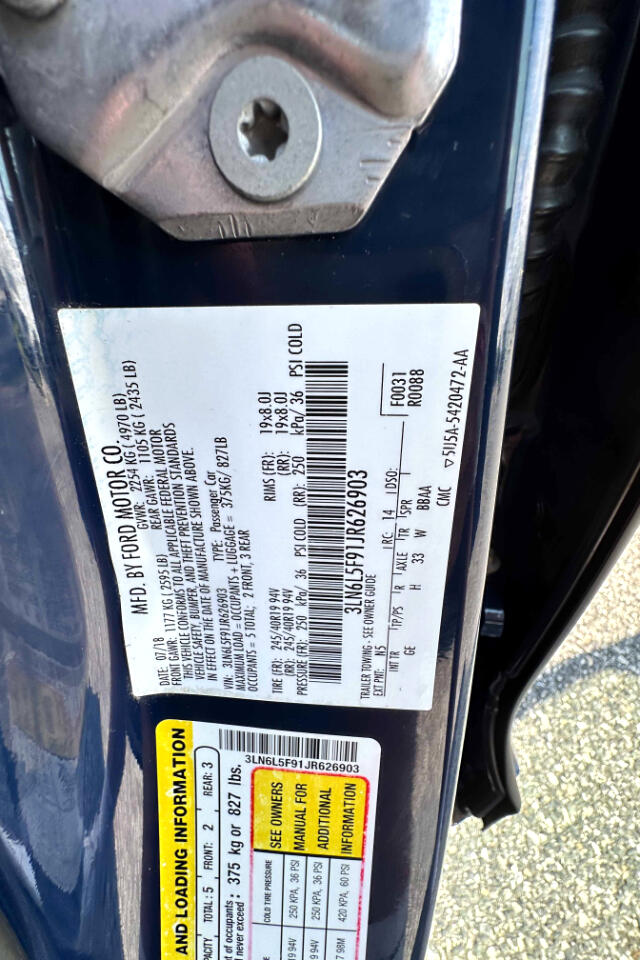 MFD. BY FORD MOTOR CO.
DATE: 07/18 GVWR: 2254 KG ( 4970 LB)
FRONT GAWR: 1177 KG ( 2595 LB) REAR GAWR: 1105 KG ( 2435 LB)
THIS VEHICLE CONFORMS TO ALL APPLICABLE FEDERAL MOTOR
VEHICLE SAFETY, BUMPER, AND THEFT PREVENTION STANDARDS
IN EFFECT ON THE DATE OF MANUFACTURE SHOWN ABOVE.
VIN: 3LN6L5F91JR626903 TYPE: Passenger Car
MAXIMUM LOAD = OCCUPANTS + LUGGAGE = 375KG/ 827LB
OCCUPANTS = 5 TOTAL; 2 FRONT, 3 REAR
TIRE (FR): 245/40R19 94V RIMS (FR): 19x8.0J
(RR): 245/40R19 94V (RR): 19x8.0J
PRESSURE (FR): 250 kPa/ 36 PSI COLD (RR): 250 kPa/ 36 PSI COLD
3LN6L5F91JR626903
TRAILER TOWING - SEE OWNER GUIDE F0031
EXT PNT: N5 RC: 14 DSO: R0088
INT TR TP/PS R AXLE TR SPR
GE H 33 W BBAA
CMC ▽5U5A-5420472-AA
AND LOADING INFORMATION
TOTAL: 5 FRONT: 2 REAR: 3
375 kg or 827 lbs.
3LN6L5F91JR626903
COLD TIRE PRESSURE
250 KPA, 36 PSI
250 KPA, 36 PSI
420 KPA, 60 PSI
SEE OWNERS
MANUAL FOR
ADDITIONAL
INFORMATION